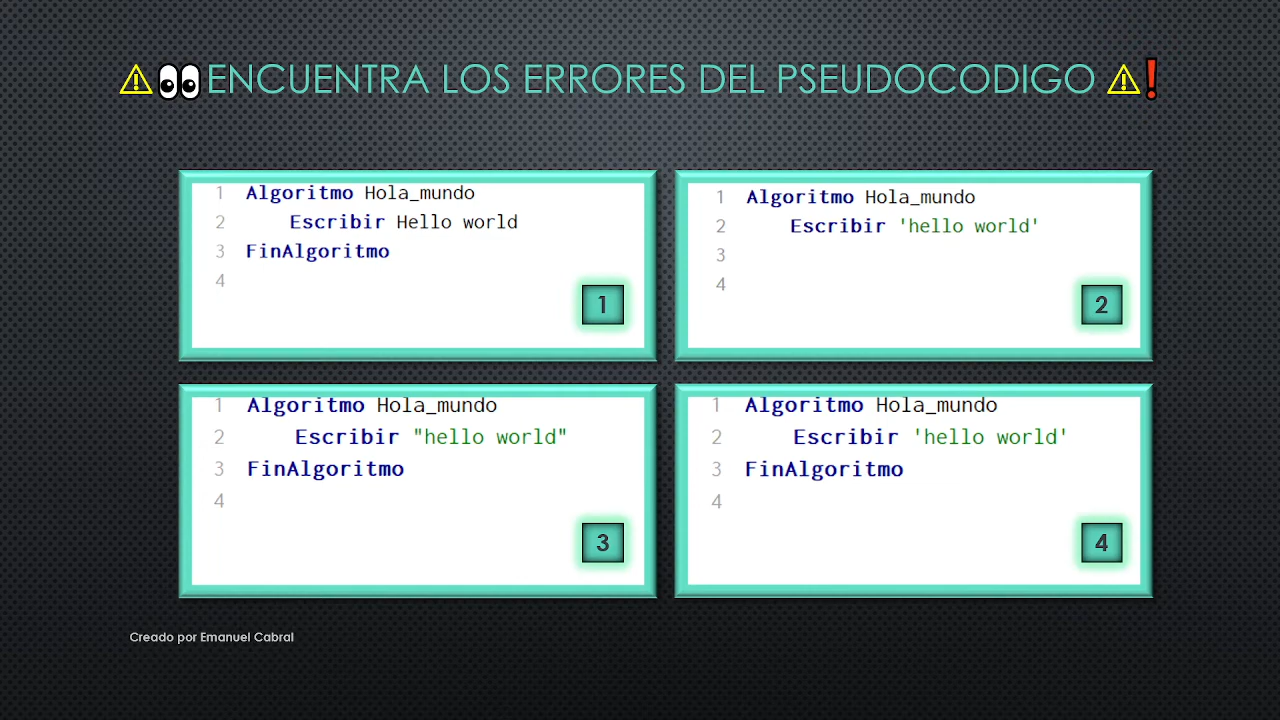 ⚠👀ENCUENTRA LOS ERRORES DEL PSEUDOCODIGO ⚠❗
1 Algoritmo Hola_mundo
2 Escribir Hello world
3 FinAlgoritmo
4
1
1 Algoritmo Hola_mundo
2 Escribir 'hello world'
3
4
2
1 Algoritmo Hola_mundo
2 Escribir "hello world"
3 FinAlgoritmo
4
3
1 Algoritmo Hola_mundo
2 Escribir 'hello world'
3 FinAlgoritmo
4
4
Creado por Emanuel Cabral